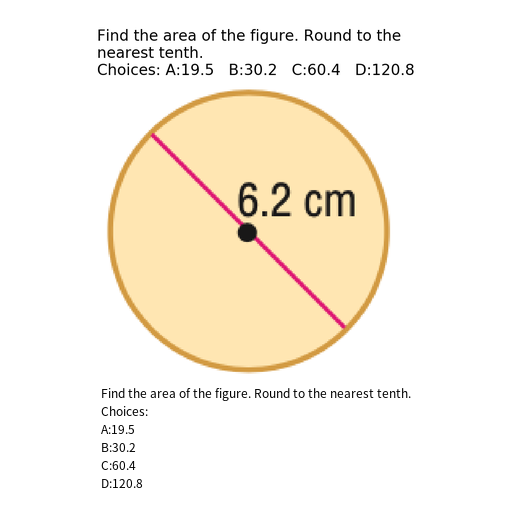 Find the area of the figure. Round to the
nearest tenth.
Choices: A:19.5   B:30.2   C:60.4   D:120.8
6.2 cm
Find the area of the figure. Round to the nearest tenth.
Choices:
A:19.5
B:30.2
C:60.4
D:120.8